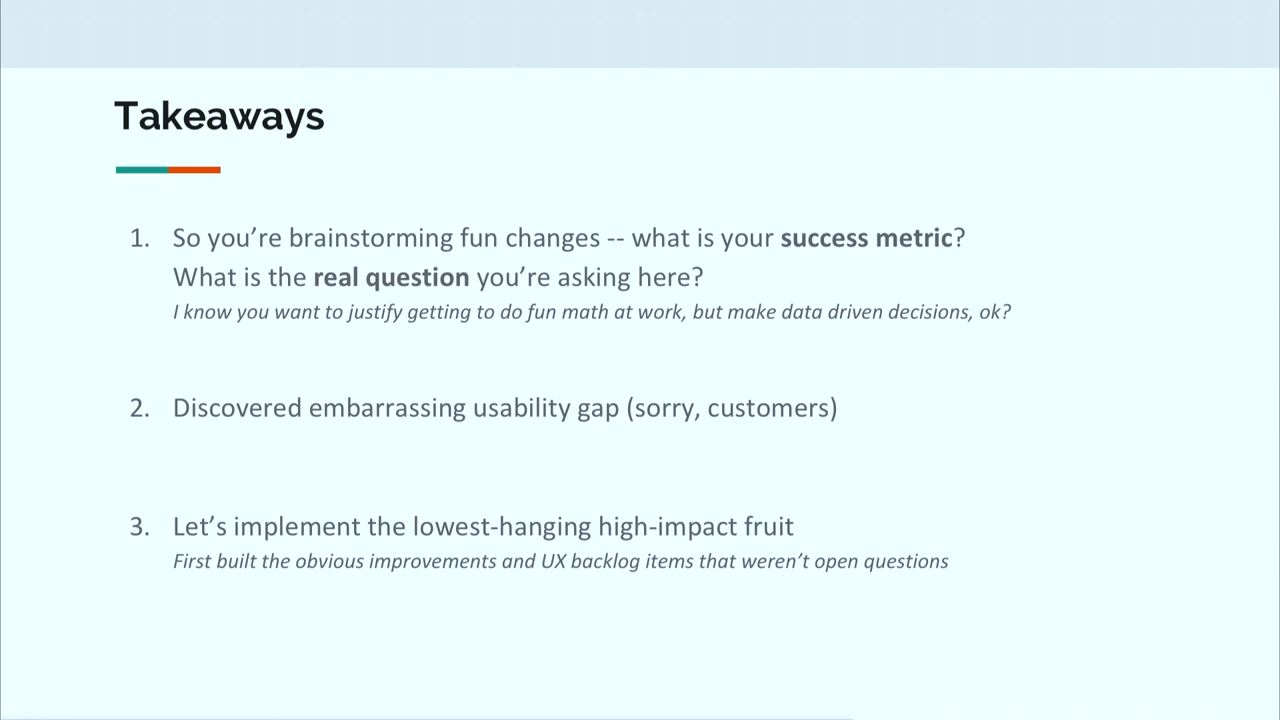 Takeaways
1. So you’re brainstorming fun changes -- what is your success metric?
What is the real question you’re asking here?
I know you want to justify getting to do fun math at work, but make data driven decisions, ok?
2. Discovered embarrassing usability gap (sorry, customers)
3. Let’s implement the lowest-hanging high-impact fruit
First built the obvious improvements and UX backlog items that weren’t open questions